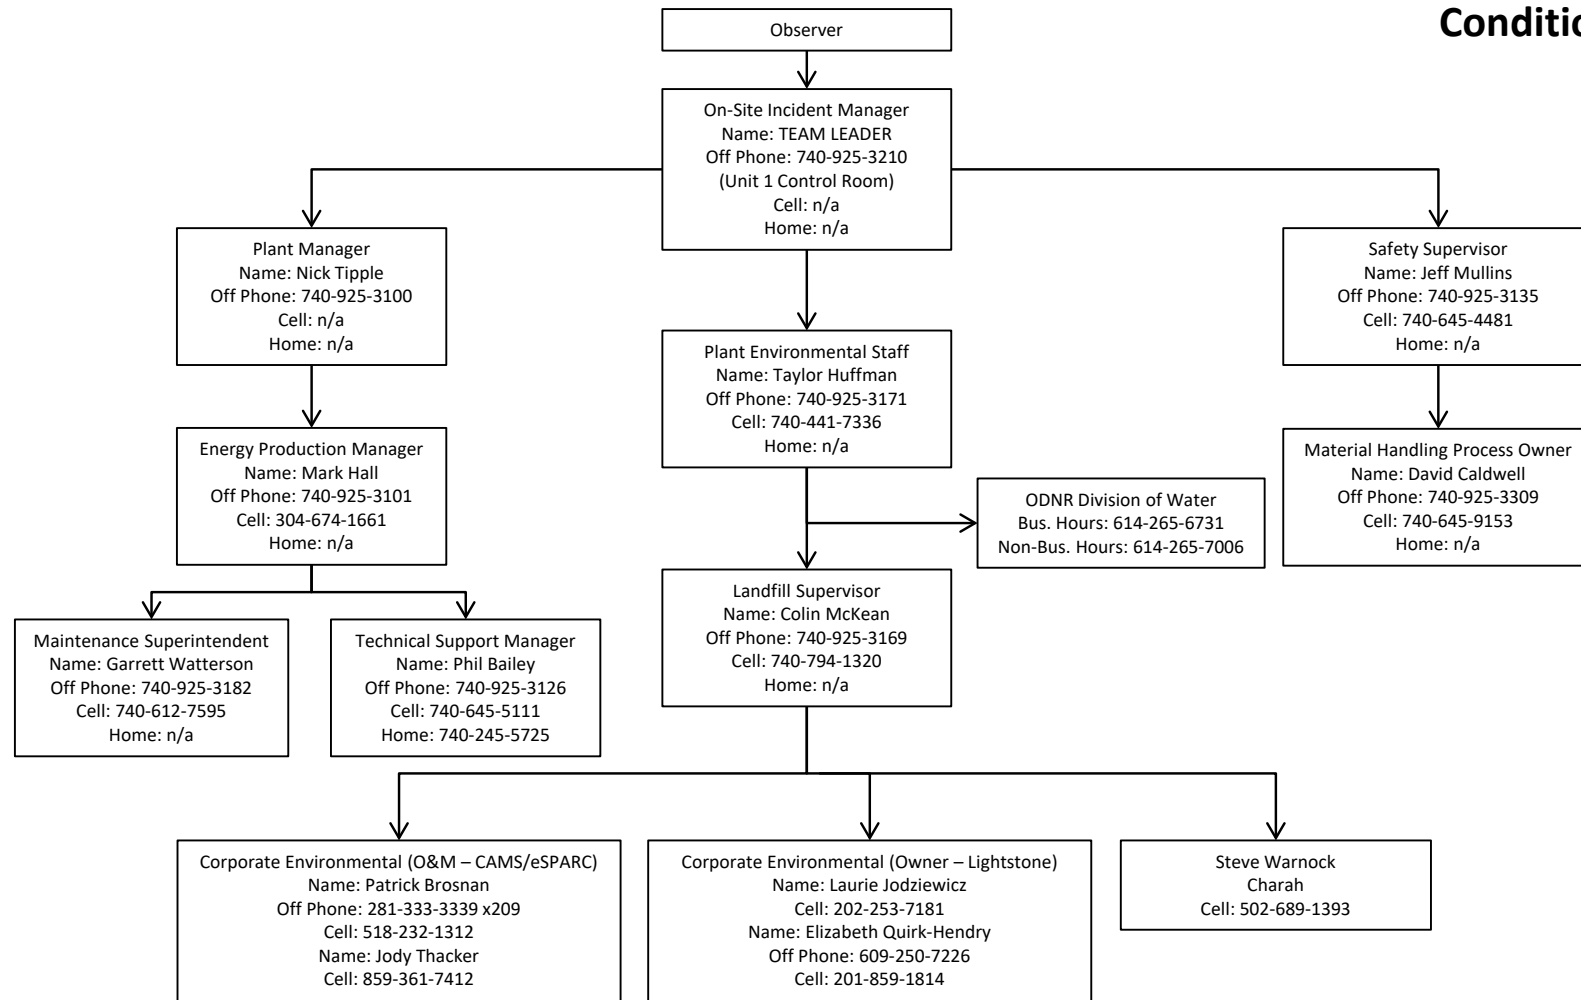 Conditio
Observer
On-Site Incident Manager
Name: TEAM LEADER
Off Phone: 740-925-3210
(Unit 1 Control Room)
Cell: n/a
Home: n/a
Plant Manager
Name: Nick Tipple
Off Phone: 740-925-3100
Cell: n/a
Home: n/a
Safety Supervisor
Name: Jeff Mullins
Off Phone: 740-925-3135
Cell: 740-645-4481
Home: n/a
Plant Environmental Staff
Name: Taylor Huffman
Off Phone: 740-925-3171
Cell: 740-441-7336
Home: n/a
Energy Production Manager
Name: Mark Hall
Off Phone: 740-925-3101
Cell: 304-674-1661
Home: n/a
Material Handling Process Owner
Name: David Caldwell
Off Phone: 740-925-3309
Cell: 740-645-9153
Home: n/a
ODNR Division of Water
Bus. Hours: 614-265-6731
Non-Bus. Hours: 614-265-7006
Landfill Supervisor
Name: Colin McKean
Off Phone: 740-925-3169
Cell: 740-794-1320
Home: n/a
Maintenance Superintendent
Name: Garrett Watterson
Off Phone: 740-925-3182
Cell: 740-612-7595
Home: n/a
Technical Support Manager
Name: Phil Bailey
Off Phone: 740-925-3126
Cell: 740-645-5111
Home: 740-245-5725
Corporate Environmental (O&M – CAMS/eSPARC)
Name: Patrick Brosnan
Off Phone: 281-333-3339 x209
Cell: 518-232-1312
Name: Jody Thacker
Cell: 859-361-7412
Corporate Environmental (Owner – Lightstone)
Name: Laurie Jodziewicz
Cell: 202-253-7181
Name: Elizabeth Quirk-Hendry
Off Phone: 609-250-7226
Cell: 201-859-1814
Steve Warnock
Charah
Cell: 502-689-1393